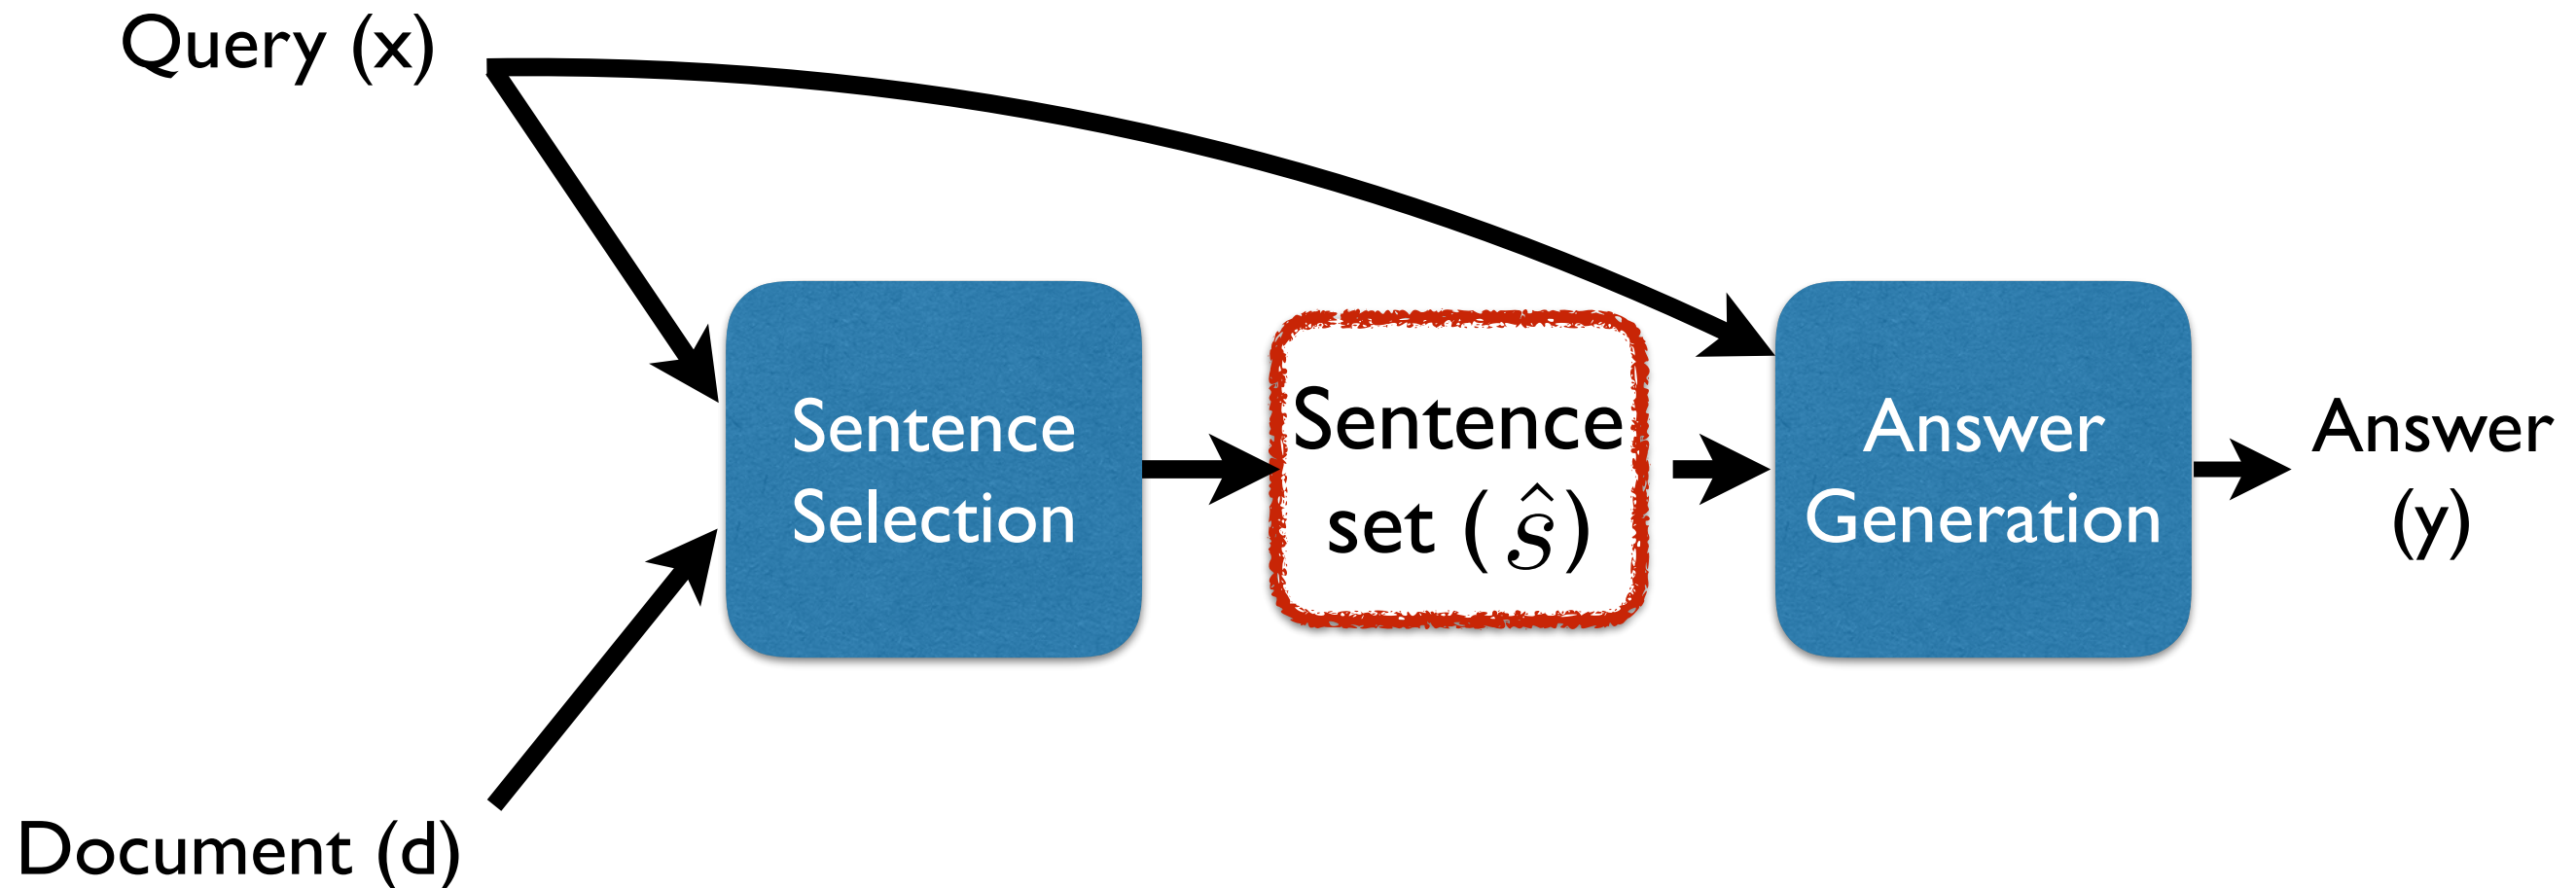 Query (x)
Sentence
Selection
Sentence
set (ŝ)
Answer
Generation
Answer
(y)
Document (d)